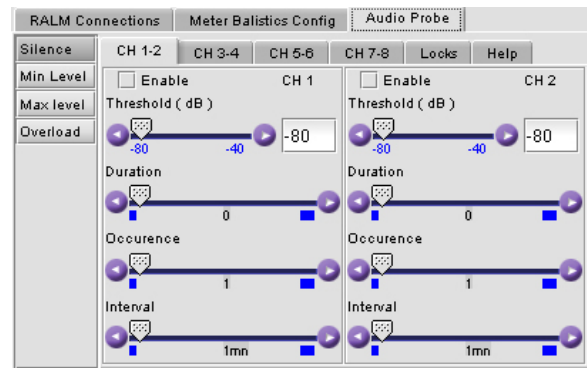 RALM Connections Meter Balistics Config Audio Probe
Silence
Min Level
Max level
Overload
CH 1-2 CH 3-4 CH 5-6 CH 7-8 Locks Help
Enable CH 1
Threshold ( dB )
-80 -40 -80
Duration
0
Occurence
1
Interval
1mn
Enable CH 2
Threshold ( dB )
-80 -40 -80
Duration
0
Occurence
1
Interval
1mn